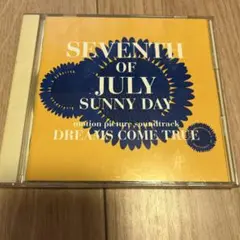 SEVENTH
OF
JULY
SUNNY DAY
motion picture soundtrack
DREAMS COME TRUE